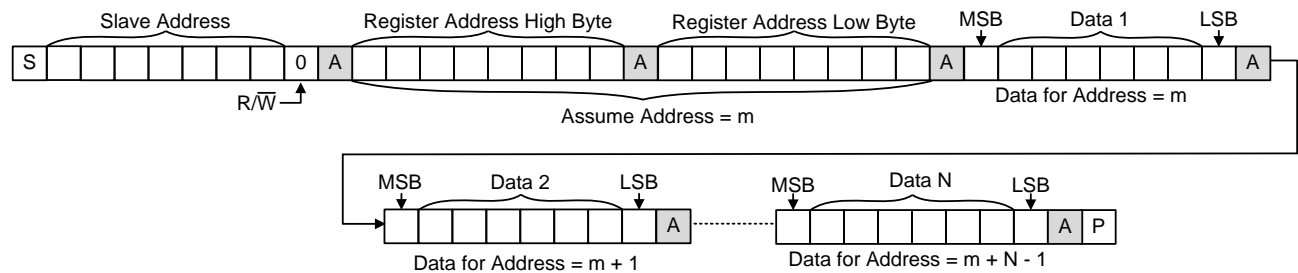 Slave Address Register Address High Byte Register Address Low Byte MSB Data 1 LSB
S 0 A A A A
R/W̅ Assume Address = m Data for Address = m
MSB Data 2 LSB MSB Data N LSB
A A P
Data for Address = m + 1 Data for Address = m + N - 1